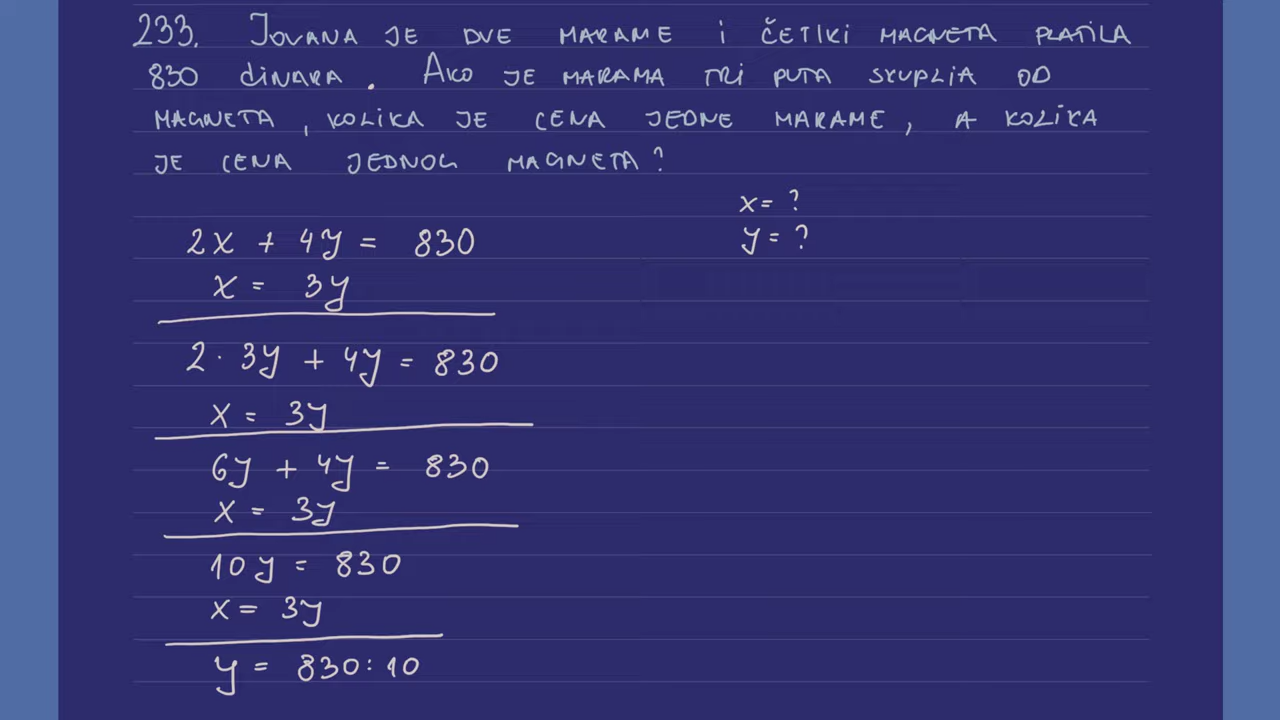 233. JOVANA JE DVE MARAME i ČETIRI MAGNETA PLATILA
830 dINARA. AKO JE MARAMA TRI PUTA SKUPLJA OD
MAGNETA, KOLIKA JE CENA JEDNE MARAME, A KOLIKA
JE CENA JEDNOG MAGNETA?
x = ?
y = ?
2x + 4y = 830
x = 3y
2 · 3y + 4y = 830
x = 3y
6y + 4y = 830
x = 3y
10y = 830
x = 3y
y = 830 : 10